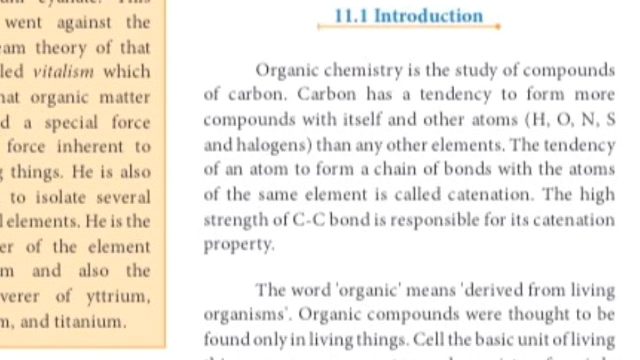 went against the
theory of that
vitalism which
organic matter
a special force
force inherent to
things. He is also
to isolate several
elements. He is the
of the element
and also the
of yttrium,
and titanium.
11.1 Introduction
Organic chemistry is the study of compounds
of carbon. Carbon has a tendency to form more
compounds with itself and other atoms (H, O, N, S
and halogens) than any other elements. The tendency
of an atom to form a chain of bonds with the atoms
of the same element is called catenation. The high
strength of C-C bond is responsible for its catenation
property.
The word 'organic' means 'derived from living
organisms'. Organic compounds were thought to be
found only in living things. Cell the basic unit of living